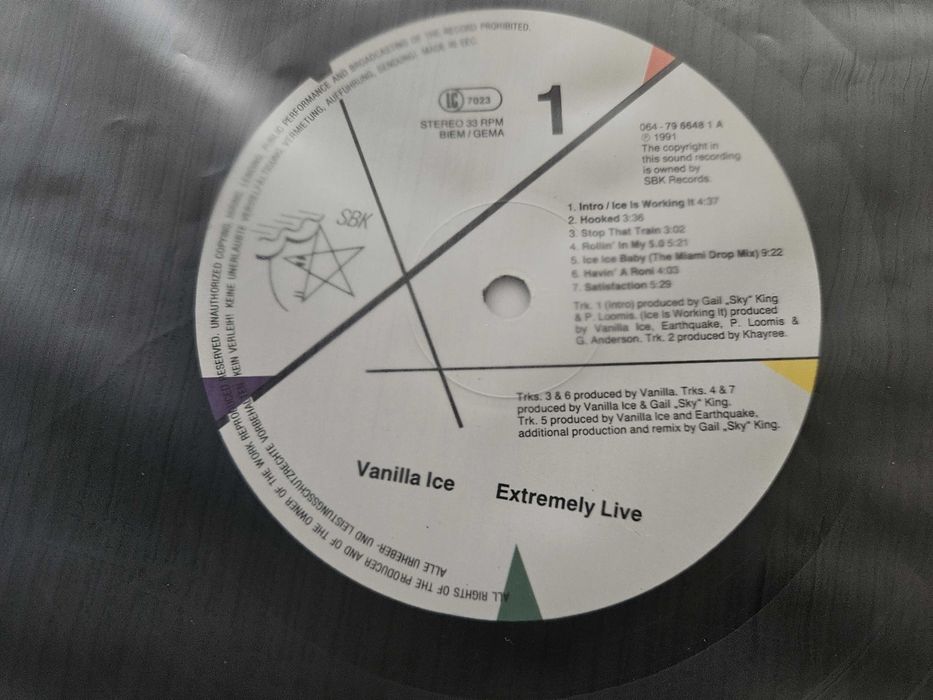 ALL RIGHTS OF THE PRODUCER AND OF THE OWNER OF THE WORK REPRODUCED RESERVED. UNAUTHORIZED COPYING, HIRING, LENDING, PUBLIC PERFORMANCE AND BROADCASTING OF THE RECORD PROHIBITED.
ALLE URHEBER- UND LEISTUNGSSCHUTZRECHTE VORBEHALTEN. KEIN VERLEIH! KEINE UNERLAUBTE VERVIELFÄLTIGUNG, VERMIETUNG, AUFFÜHRUNG, SENDUNG! MADE IN EEC.
LC 7023
STEREO 33 RPM
BIEM / GEMA
1
064-79 6648 1 A
℗ 1991
The copyright in
this sound recording
is owned by
SBK Records.
SBK
1. Intro / Ice Is Working It 4:37
2. Hooked 3:36
3. Stop That Train 3:02
4. Rollin' In My 5.0 5:21
5. Ice Ice Baby (The Miami Drop Mix) 9:22
6. Havin' A Roni 4:03
7. Satisfaction 5:29
Trk. 1 (Intro) produced by Gail „Sky" King
& P. Loomis. (Ice Is Working It) produced
by Vanilla Ice, Earthquake, P. Loomis &
G. Anderson. Trk. 2 produced by Khayree.
Trks. 3 & 6 produced by Vanilla. Trks. 4 & 7
produced by Vanilla Ice & Gail „Sky" King.
Trk. 5 produced by Vanilla Ice and Earthquake,
additional production and remix by Gail „Sky" King.
Vanilla Ice
Extremely Live